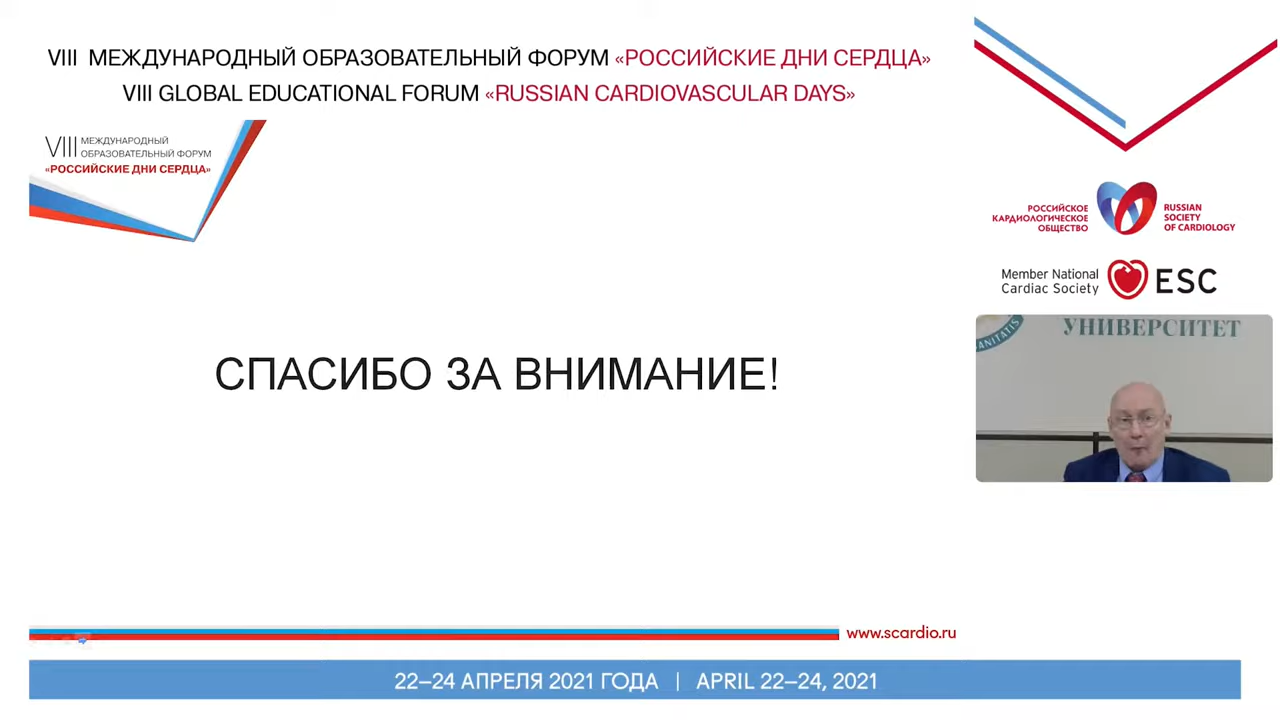 VIII МЕЖДУНАРОДНЫЙ ОБРАЗОВАТЕЛЬНЫЙ ФОРУМ «РОССИЙСКИЕ ДНИ СЕРДЦА»
VIII GLOBAL EDUCATIONAL FORUM «RUSSIAN CARDIOVASCULAR DAYS»
VIII МЕЖДУНАРОДНЫЙ
ОБРАЗОВАТЕЛЬНЫЙ ФОРУМ
«РОССИЙСКИЕ ДНИ СЕРДЦА»
РОССИЙСКОЕ
КАРДИОЛОГИЧЕСКОЕ
ОБЩЕСТВО
RUSSIAN
SOCIETY
OF CARDIOLOGY
Member National
Cardiac Society
ESC
УНИВЕРСИТЕТ
СПАСИБО ЗА ВНИМАНИЕ!
www.scardio.ru
22–24 АПРЕЛЯ 2021 ГОДА | APRIL 22–24, 2021